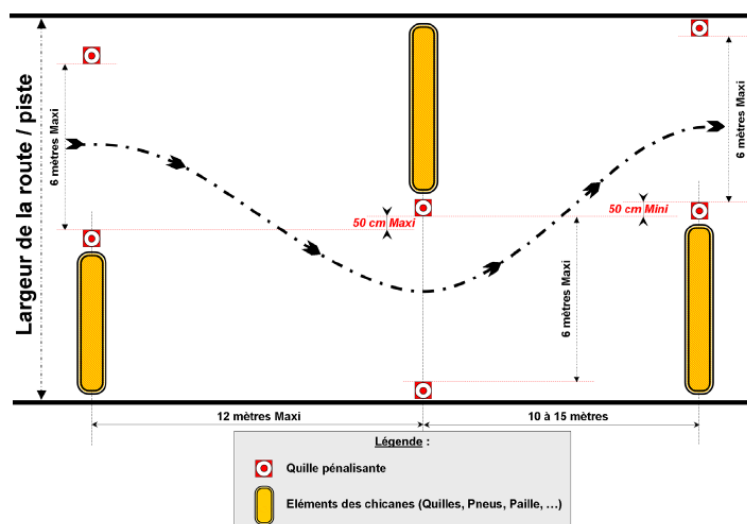 Largeur de la route / piste
6 mètres Maxi
50 cm Maxi
50 cm Mini
6 mètres Maxi
6 mètres Maxi
12 mètres Maxi
10 à 15 mètres
Légende :
Quille pénalisante
Eléments des chicanes (Quilles, Pneus, Paille, ...)